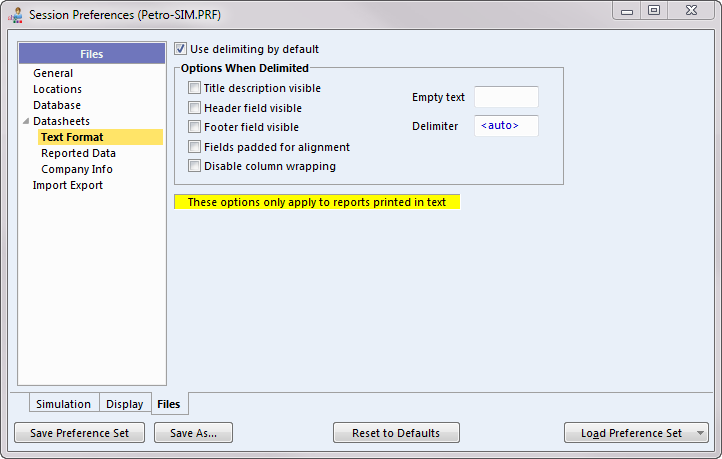 Session Preferences (Petro-SIM.PRF)
Files
General
Locations
Database
Datasheets
Text Format
Reported Data
Company Info
Import Export
Use delimiting by default
Options When Delimited
Title description visible
Header field visible
Footer field visible
Fields padded for alignment
Disable column wrapping
Empty text
Delimiter <auto>
These options only apply to reports printed in text
Simulation Display Files
Save Preference Set Save As... Reset to Defaults Load Preference Set